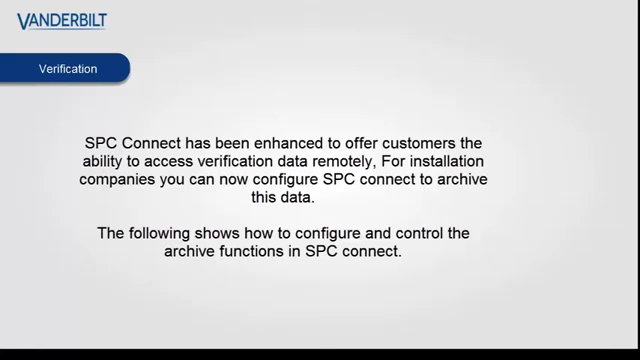 VANDERBILT
Verification
SPC Connect has been enhanced to offer customers the
ability to access verification data remotely, For installation
companies you can now configure SPC connect to archive
this data.
The following shows how to configure and control the
archive functions in SPC connect.